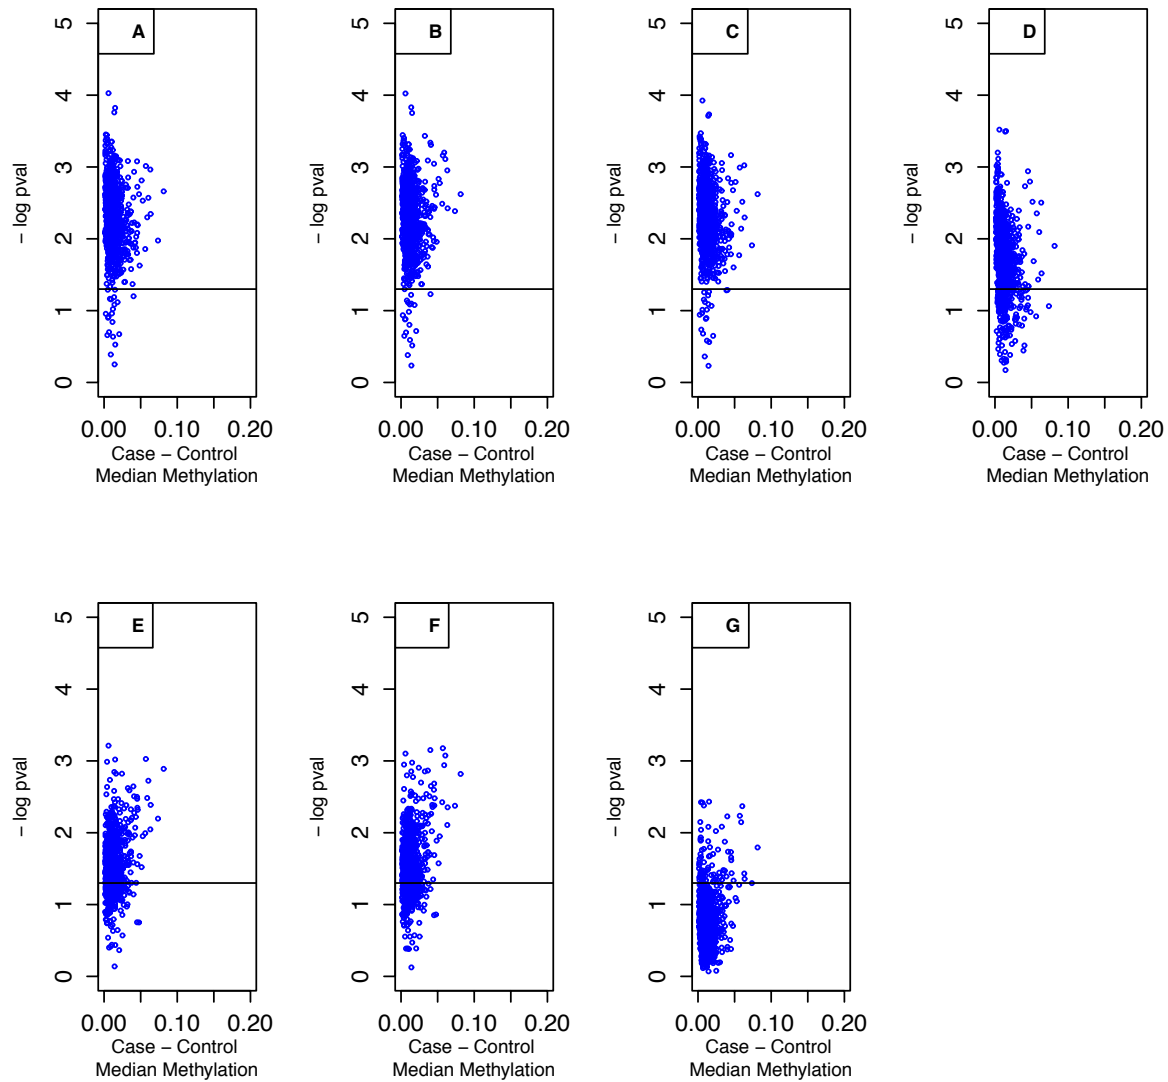 A
B
C
D
5
4
3
2
1
0
– log pval
0.00 0.10 0.20
Case – Control
Median Methylation
5
4
3
2
1
0
– log pval
0.00 0.10 0.20
Case – Control
Median Methylation
5
4
3
2
1
0
– log pval
0.00 0.10 0.20
Case – Control
Median Methylation
5
4
3
2
1
0
– log pval
0.00 0.10 0.20
Case – Control
Median Methylation
E
F
G
5
4
3
2
1
0
– log pval
0.00 0.10 0.20
Case – Control
Median Methylation
5
4
3
2
1
0
– log pval
0.00 0.10 0.20
Case – Control
Median Methylation
5
4
3
2
1
0
– log pval
0.00 0.10 0.20
Case – Control
Median Methylation